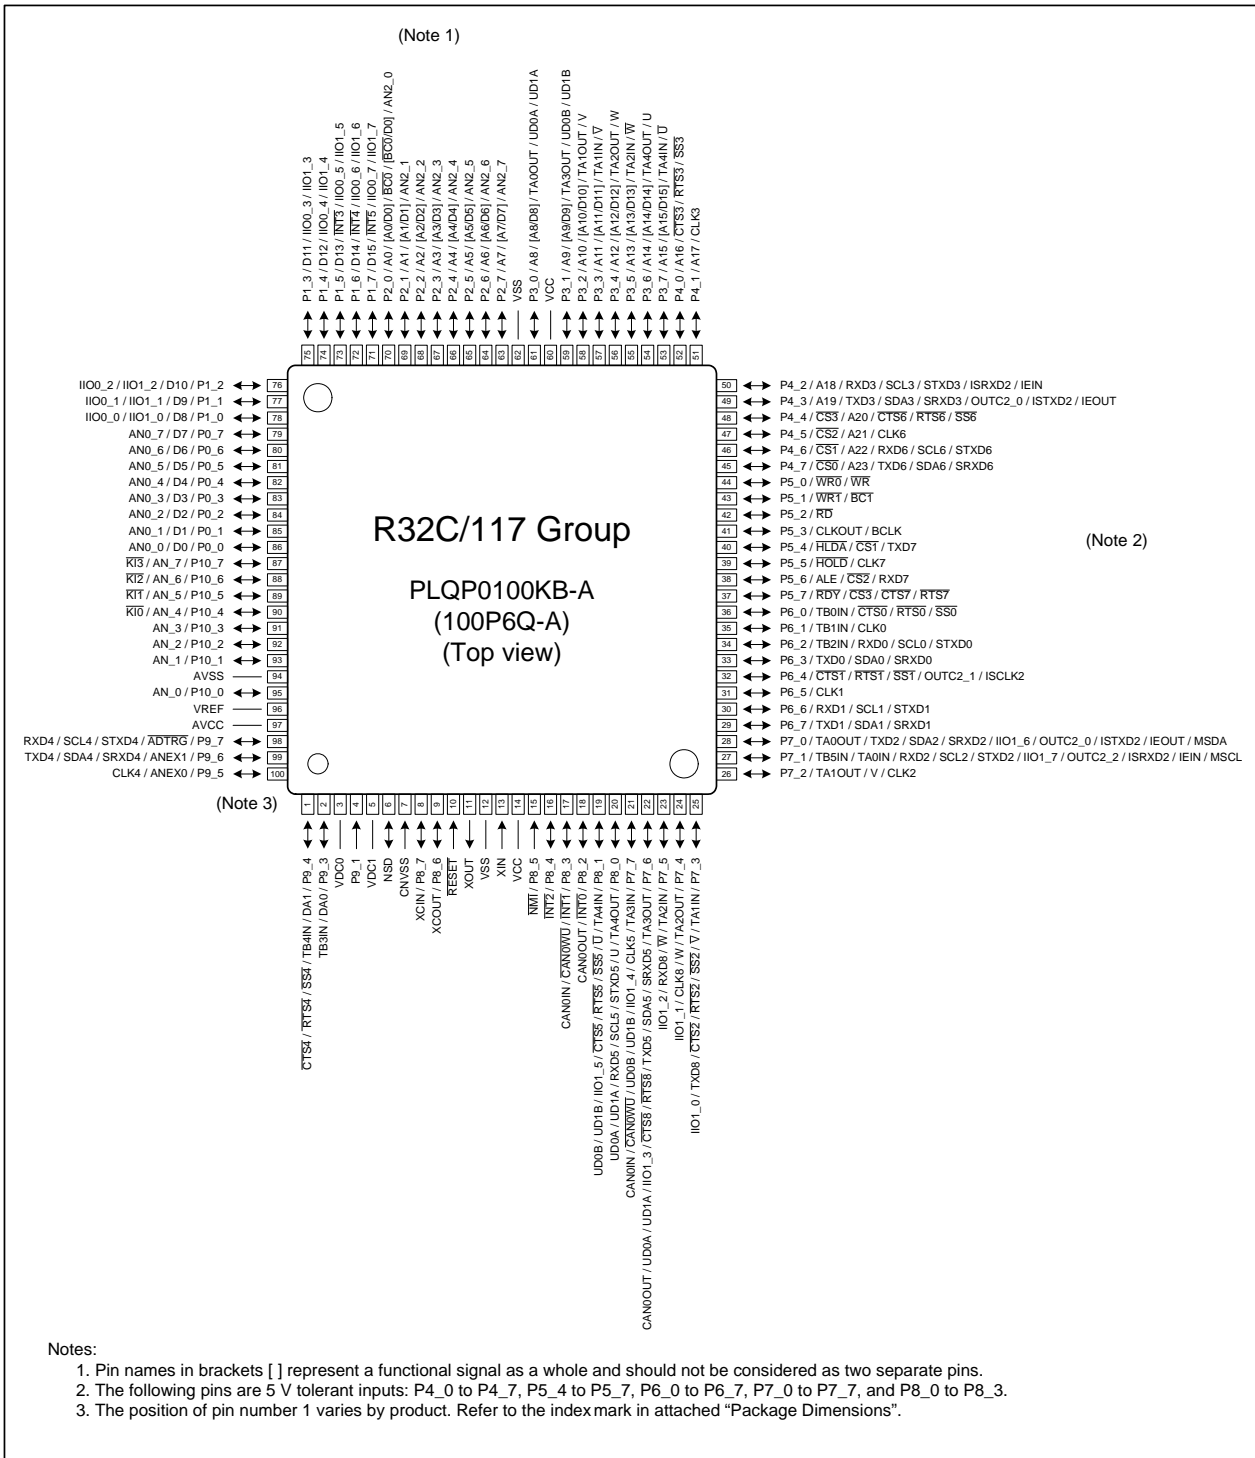 (Note 1)
P1_3 / D11 / IIO0_3 / IIO1_3
P1_4 / D12 / IIO0_4 / IIO1_4
P1_5 / D13 / INT3 / IIO0_5 / IIO1_5
P1_6 / D14 / INT4 / IIO0_6 / IIO1_6
P1_7 / D15 / INT5 / IIO0_7 / IIO1_7
P2_0 / A0 / [A0/D0] / BC0 / [BC0/D0] / AN2_0
P2_1 / A1 / [A1/D1] / AN2_1
P2_2 / A2 / [A2/D2] / AN2_2
P2_3 / A3 / [A3/D3] / AN2_3
P2_4 / A4 / [A4/D4] / AN2_4
P2_5 / A5 / [A5/D5] / AN2_5
P2_6 / A6 / [A6/D6] / AN2_6
P2_7 / A7 / [A7/D7] / AN2_7
VSS
P3_0 / A8 / [A8/D8] / TA0OUT / UD0A / UD1A
VCC
P3_1 / A9 / [A9/D9] / TA3OUT / UD0B / UD1B
P3_2 / A10 / [A10/D10] / TA1OUT / V
P3_3 / A11 / [A11/D11] / TA1IN / V
P3_4 / A12 / [A12/D12] / TA2OUT / W
P3_5 / A13 / [A13/D13] / TA2IN / W
P3_6 / A14 / [A14/D14] / TA4OUT / U
P3_7 / A15 / [A15/D15] / TA4IN / U
P4_0 / A16 / CTS3 / RTS3 / SS3
P4_1 / A17 / CLK3
75 74 73 72 71 70 69 68 67 66 65 64 63 62 61 60 59 58 57 56 55 54 53 52 51
IIO0_2 / IIO1_2 / D10 / P1_2 76
IIO0_1 / IIO1_1 / D9 / P1_1 77
IIO0_0 / IIO1_0 / D8 / P1_0 78
AN0_7 / D7 / P0_7 79
AN0_6 / D6 / P0_6 80
AN0_5 / D5 / P0_5 81
AN0_4 / D4 / P0_4 82
AN0_3 / D3 / P0_3 83
AN0_2 / D2 / P0_2 84
AN0_1 / D1 / P0_1 85
AN0_0 / D0 / P0_0 86
KI3 / AN_7 / P10_7 87
KI2 / AN_6 / P10_6 88
KI1 / AN_5 / P10_5 89
KI0 / AN_4 / P10_4 90
AN_3 / P10_3 91
AN_2 / P10_2 92
AN_1 / P10_1 93
AVSS 94
AN_0 / P10_0 95
VREF 96
AVCC 97
RXD4 / SCL4 / STXD4 / ADTRG / P9_7 98
TXD4 / SDA4 / SRXD4 / ANEX1 / P9_6 99
CLK4 / ANEX0 / P9_5 100
R32C/117 Group
PLQP0100KB-A
(100P6Q-A)
(Top view)
50 P4_2 / A18 / RXD3 / SCL3 / STXD3 / ISRXD2 / IEIN
49 P4_3 / A19 / TXD3 / SDA3 / SRXD3 / OUTC2_0 / ISTXD2 / IEOUT
48 P4_4 / CS3 / A20 / CTS6 / RTS6 / SS6
47 P4_5 / CS2 / A21 / CLK6
46 P4_6 / CS1 / A22 / RXD6 / SCL6 / STXD6
45 P4_7 / CS0 / A23 / TXD6 / SDA6 / SRXD6
44 P5_0 / WR0 / WR
43 P5_1 / WR1 / BC1
42 P5_2 / RD
41 P5_3 / CLKOUT / BCLK
40 P5_4 / HLDA / CS1 / TXD7
39 P5_5 / HOLD / CLK7
38 P5_6 / ALE / CS2 / RXD7
37 P5_7 / RDY / CS3 / CTS7 / RTS7
36 P6_0 / TB0IN / CTS0 / RTS0 / SS0
35 P6_1 / TB1IN / CLK0
34 P6_2 / TB2IN / RXD0 / SCL0 / STXD0
33 P6_3 / TXD0 / SDA0 / SRXD0
32 P6_4 / CTS1 / RTS1 / SS1 / OUTC2_1 / ISCLK2
31 P6_5 / CLK1
30 P6_6 / RXD1 / SCL1 / STXD1
29 P6_7 / TXD1 / SDA1 / SRXD1
28 P7_0 / TA0OUT / TXD2 / SDA2 / SRXD2 / IIO1_6 / OUTC2_0 / ISTXD2 / IEOUT / MSDA
27 P7_1 / TB5IN / TA0IN / RXD2 / SCL2 / STXD2 / IIO1_7 / OUTC2_2 / ISRXD2 / IEIN / MSCL
26 P7_2 / TA1OUT / V / CLK2
(Note 2)
(Note 3)
1 2 3 4 5 6 7 8 9 10 11 12 13 14 15 16 17 18 19 20 21 22 23 24 25
CTS4 / RTS4 / SS4 / TB4IN / DA1 / P9_4
TB3IN / DA0 / P9_3
VDC0
P9_1
VDC1
NSD
CNVSS
XCIN / P8_7
XCOUT / P8_6
RESET
XOUT
VSS
XIN
VCC
NMI / P8_5
INT2 / P8_4
CAN0IN / CAN0WU / INT1 / P8_3
CAN0OUT / INT0 / P8_2
UD0B / UD1B / IIO1_5 / CTS5 / RTS5 / SS5 / U / TA4IN / P8_1
UD0A / UD1A / RXD5 / SCL5 / STXD5 / U / TA4OUT / P8_0
CAN0IN / CAN0WU / UD0B / UD1B / IIO1_4 / CLK5 / TA3IN / P7_7
CAN0OUT / UD0A / UD1A / IIO1_3 / CTS8 / RTS8 / TXD5 / SDA5 / SRXD5 / TA3OUT / P7_6
IIO1_2 / RXD8 / W / TA2IN / P7_5
IIO1_1 / CLK8 / W / TA2OUT / P7_4
IIO1_0 / TXD8 / CTS2 / RTS2 / SS2 / V / TA1IN / P7_3
Notes:
1. Pin names in brackets [ ] represent a functional signal as a whole and should not be considered as two separate pins.
2. The following pins are 5 V tolerant inputs: P4_0 to P4_7, P5_4 to P5_7, P6_0 to P6_7, P7_0 to P7_7, and P8_0 to P8_3.
3. The position of pin number 1 varies by product. Refer to the index mark in attached “Package Dimensions”.